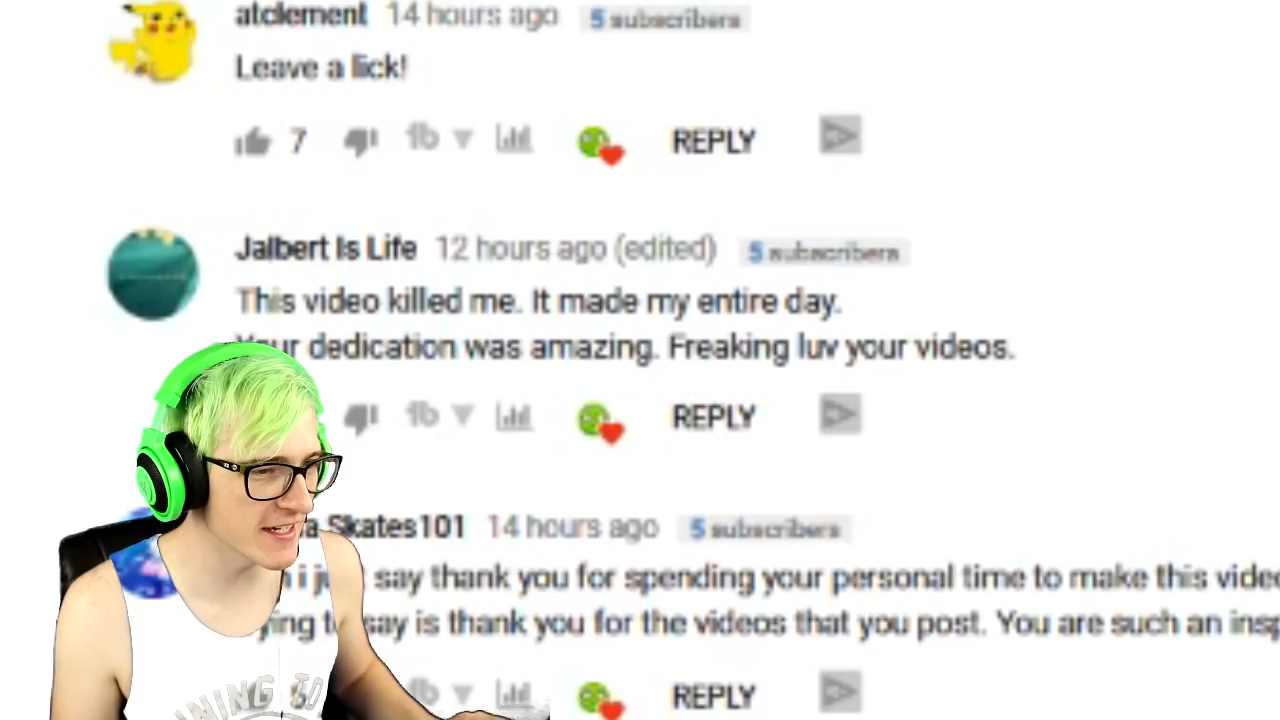 atclement 14 hours ago 5 subscribers
Leave a lick!
7 REPLY
Jalbert Is Life 12 hours ago (edited) 5 subscribers
This video killed me. It made my entire day.
Your dedication was amazing. Freaking luv your videos.
REPLY
Skates101 14 hours ago 5 subscribers
i say thank you for spending your personal time to make this
say is thank you for the videos that you post. You are such an
REPLY